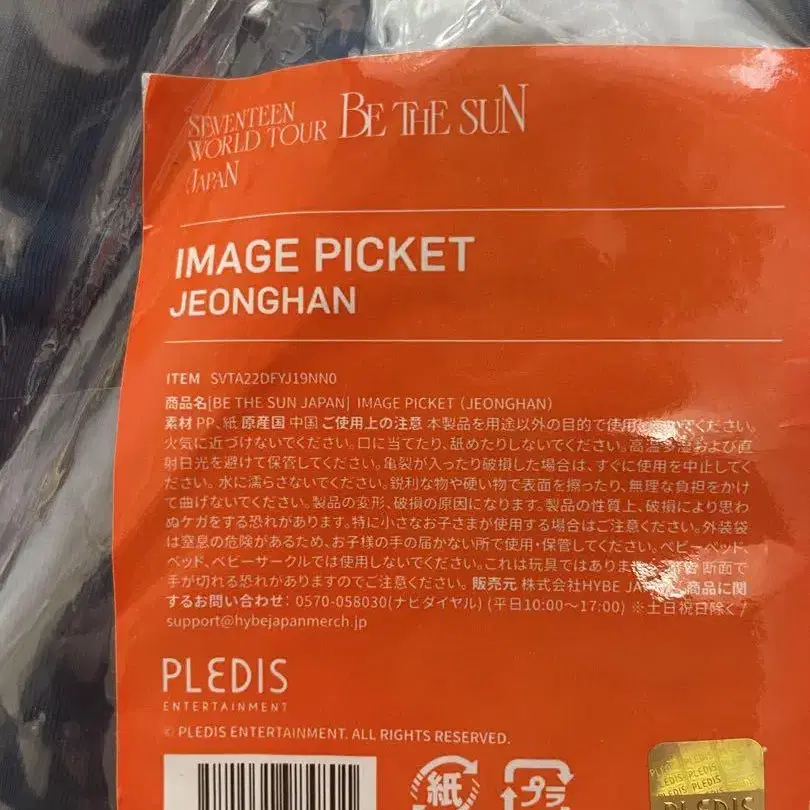 SEVENTEEN
WORLD TOUR BE THE SUN
JAPAN
IMAGE PICKET
JEONGHAN
ITEM SVTA22DFYJ19NN0
商品名[BE THE SUN JAPAN] IMAGE PICKET (JEONGHAN)
素材 PP、紙 原産国 中国 ご使用上の注意 本製品を用途以外の目的で使用 ください。
火気に近づけないでください。口に当てたり、舐めたりしないでください。高温多湿および直
射日光を避けて保管してください。亀裂が入ったり破損した場合は、すぐに使用を中止してく
ださい。水に濡らさないでください。鋭利な物や硬い物で表面を擦ったり、無理な負担をかけ
て曲げないでください。製品の変形、破損の原因になります。製品の性質上、破損により思わ
ぬケガをする恐れがあります。特に小さなお子さまが使用する場合はご注意ください。外装袋
は窒息の危険があるため、お子様の手の届かない所で使用・保管してください。ベビーベッド、
ベッド、ベビーサークルでは使用しないでください。これは玩具ではありま 断面で
手が切れる恐れがありますのでご注意ください。 販売元 株式会社HYBE JAPAN 商品に関
するお問い合わせ: 0570-058030(ナビダイヤル) (平日10:00～17:00) ※土日祝日除く/
support@hybejapanmerch.jp
PLEDIS
ENTERTAINMENT
© PLEDIS ENTERTAINMENT. ALL RIGHTS RESERVED.
紙
プラ
PLEDIS PLEDIS
PLEDIS
PLEDIS